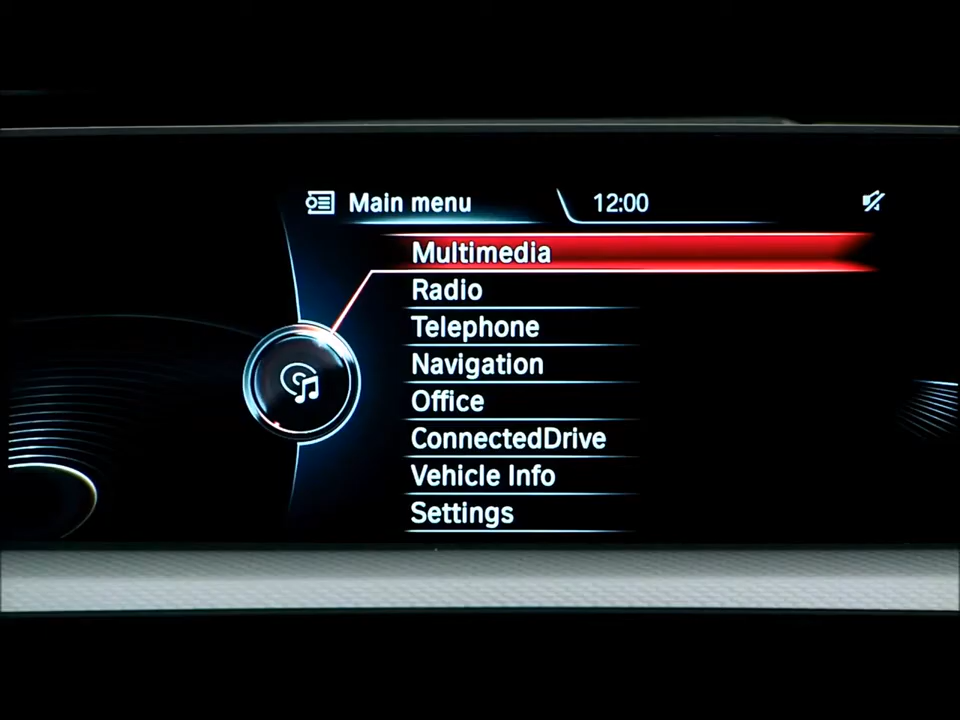 Main menu 12:00
Multimedia
Radio
Telephone
Navigation
Office
ConnectedDrive
Vehicle Info
Settings